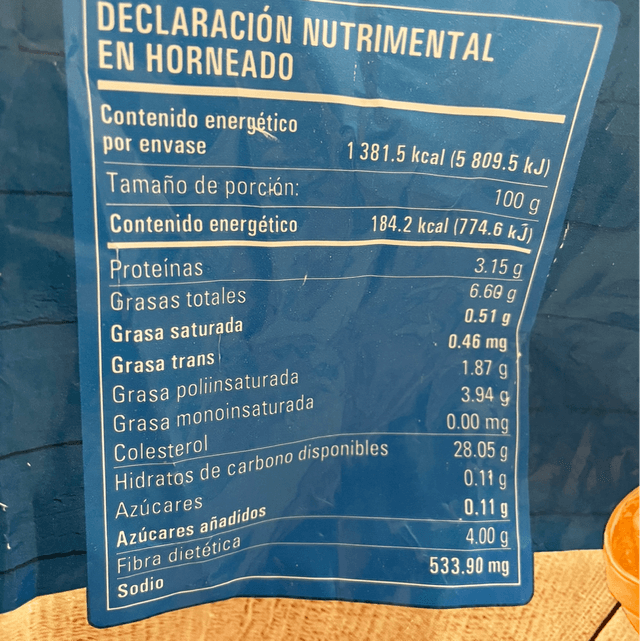 DECLARACIÓN NUTRIMENTAL
EN HORNEADO
Contenido energético
por envase 1 381.5 kcal (5 809.5 kJ)
Tamaño de porción: 100 g
Contenido energético 184.2 kcal (774.6 kJ)
Proteínas 3.15 g
Grasas totales 6.60 g
Grasa saturada 0.51 g
Grasa trans 0.46 mg
Grasa poliinsaturada 1.87 g
Grasa monoinsaturada 3.94 g
Colesterol 0.00 mg
Hidratos de carbono disponibles 28.05 g
Azúcares 0.11 g
Azúcares añadidos 0.11 g
Fibra dietética 4.00 g
Sodio 533.90 mg